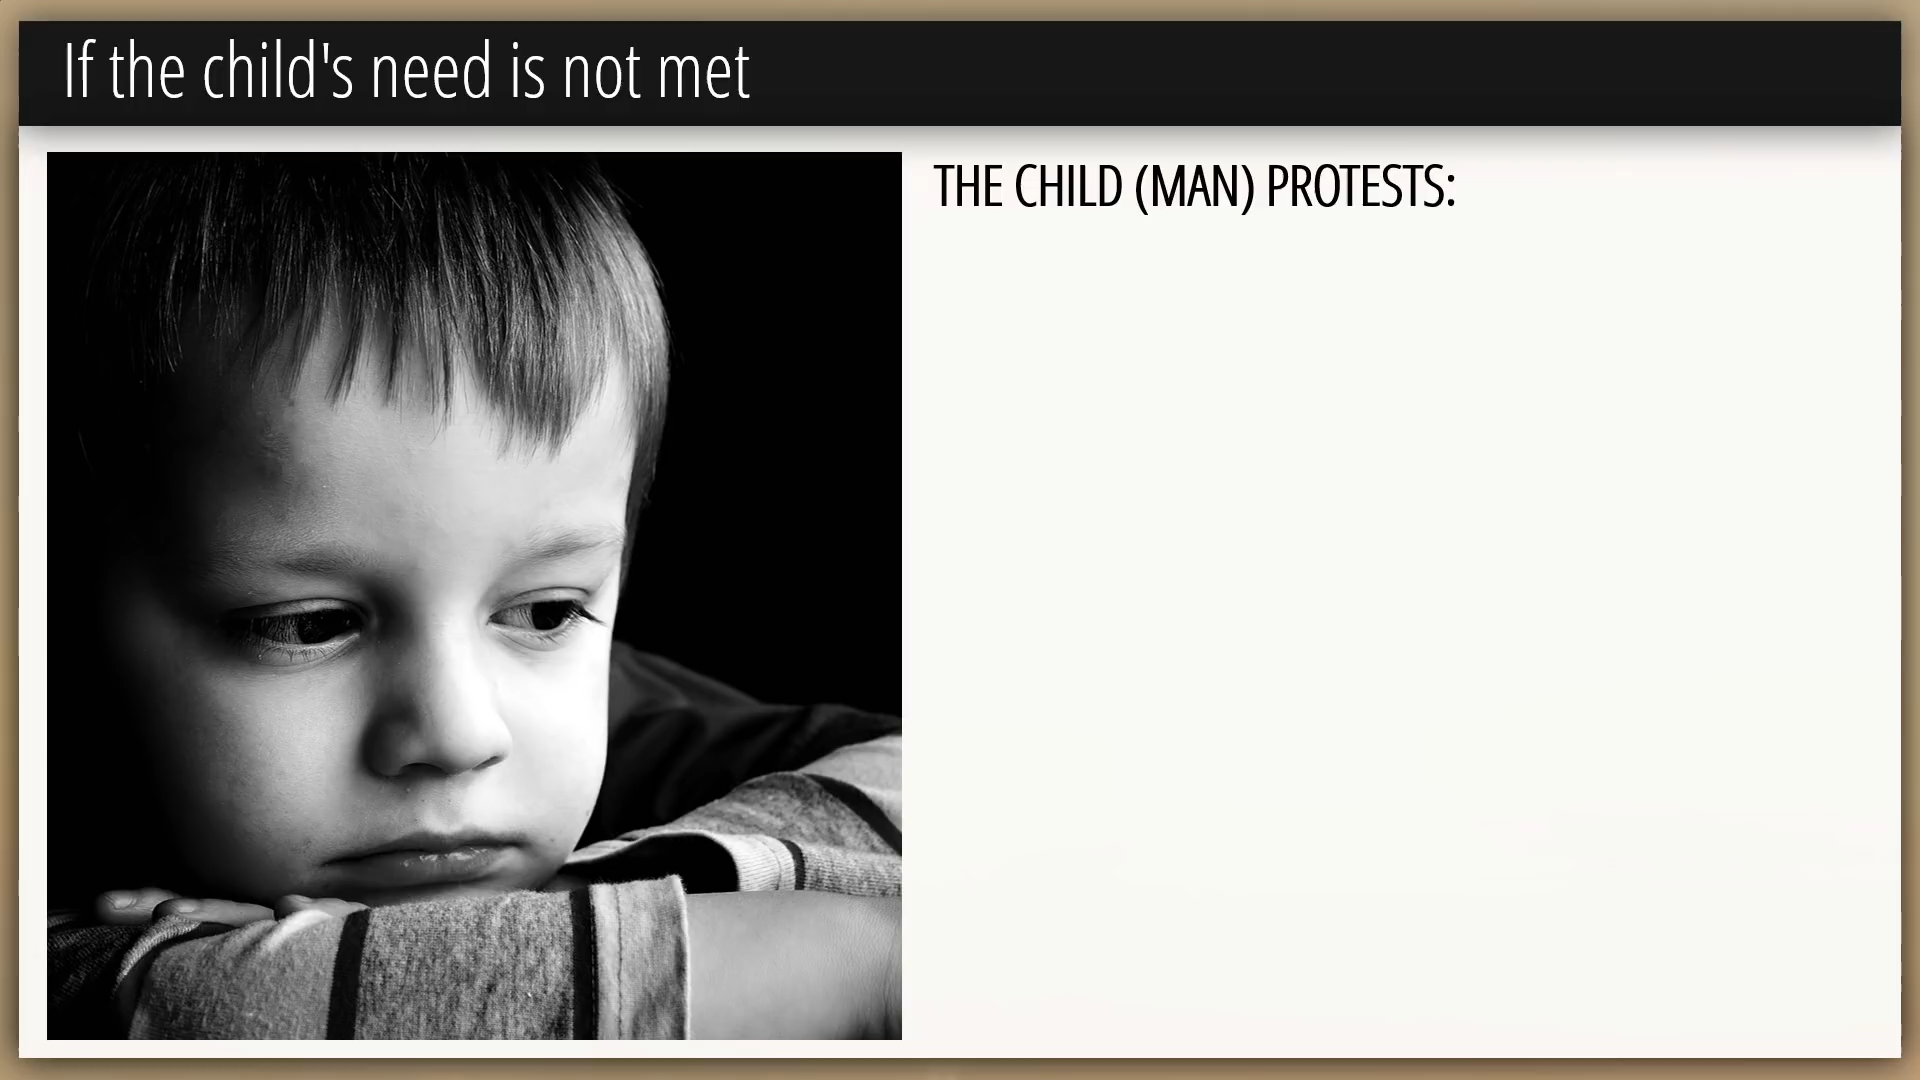 If the child's need is not met
THE CHILD (MAN) PROTESTS: